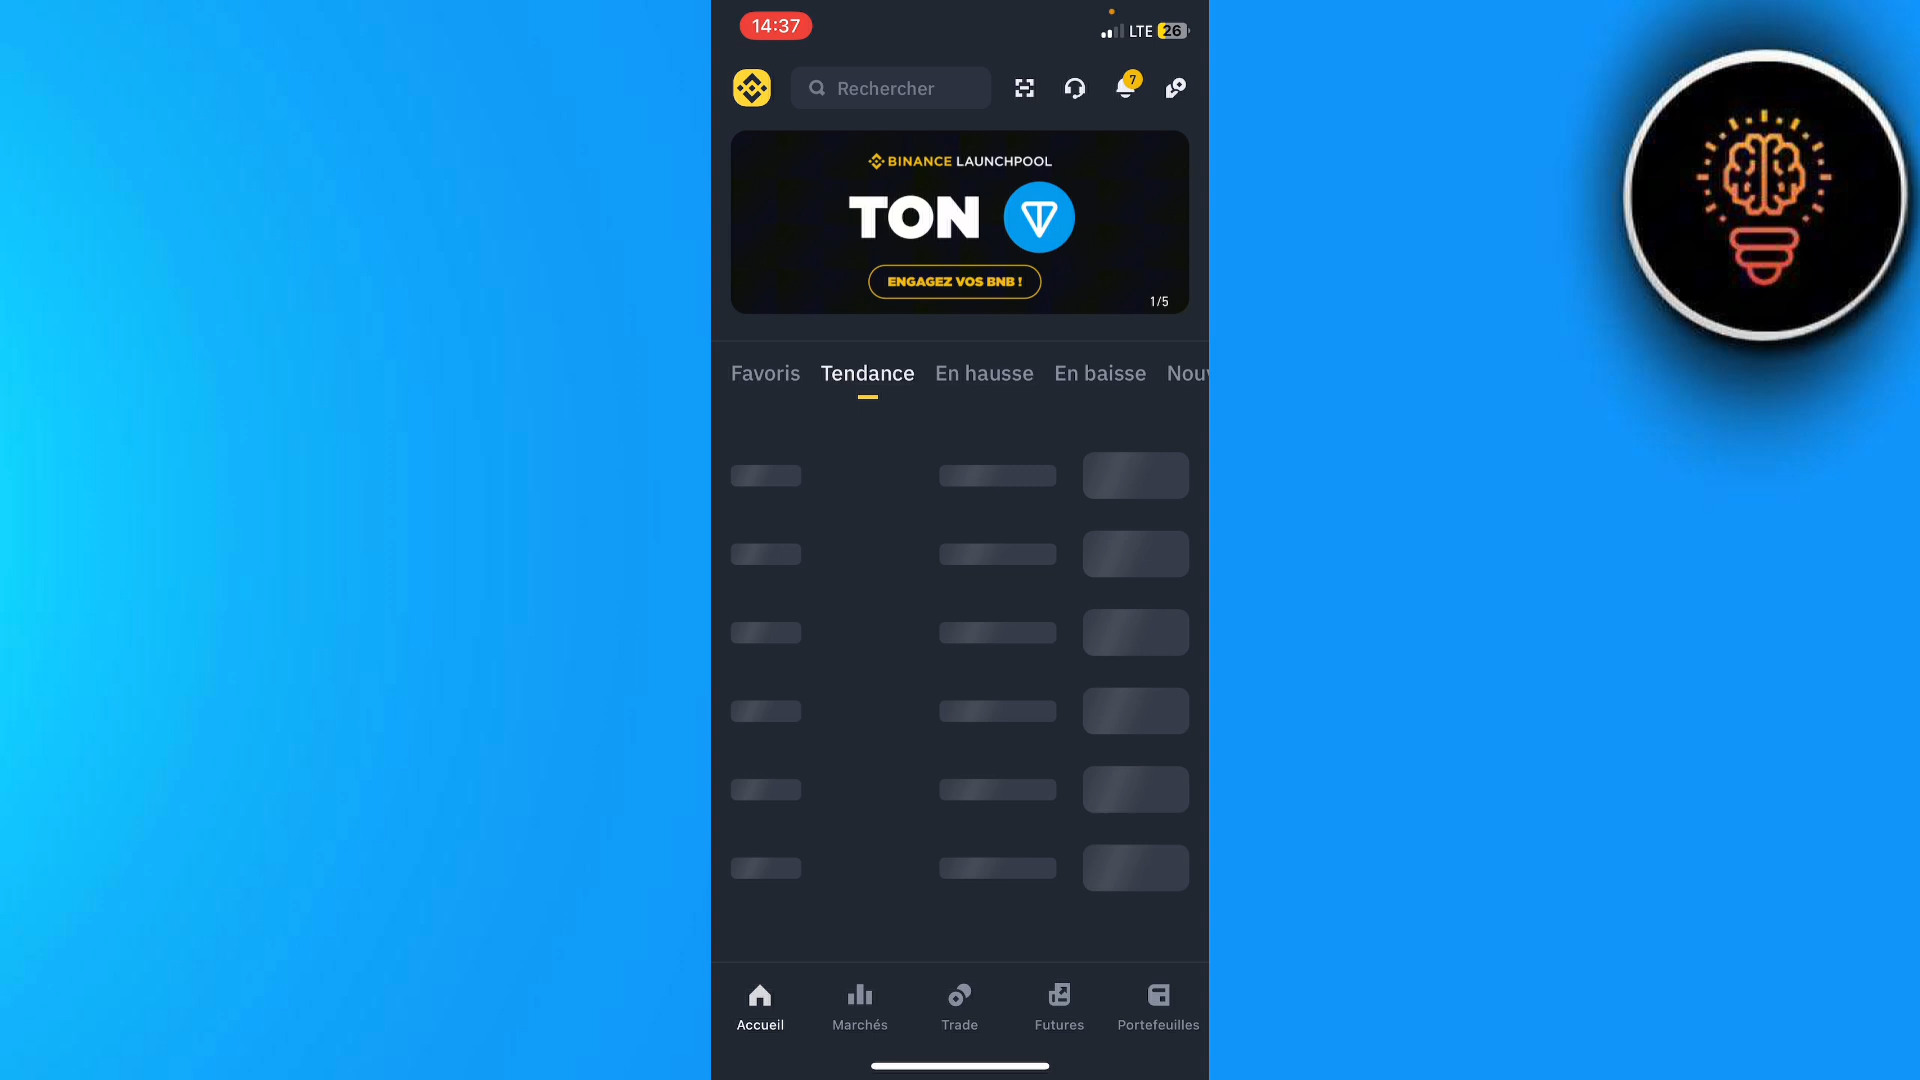 14:37
LTE 26
Rechercher
7
BINANCE LAUNCHPOOL
TON
ENGAGEZ VOS BNB !
1/5
Favoris Tendance En hausse En baisse Nouv
Accueil Marchés Trade Futures Portefeuilles